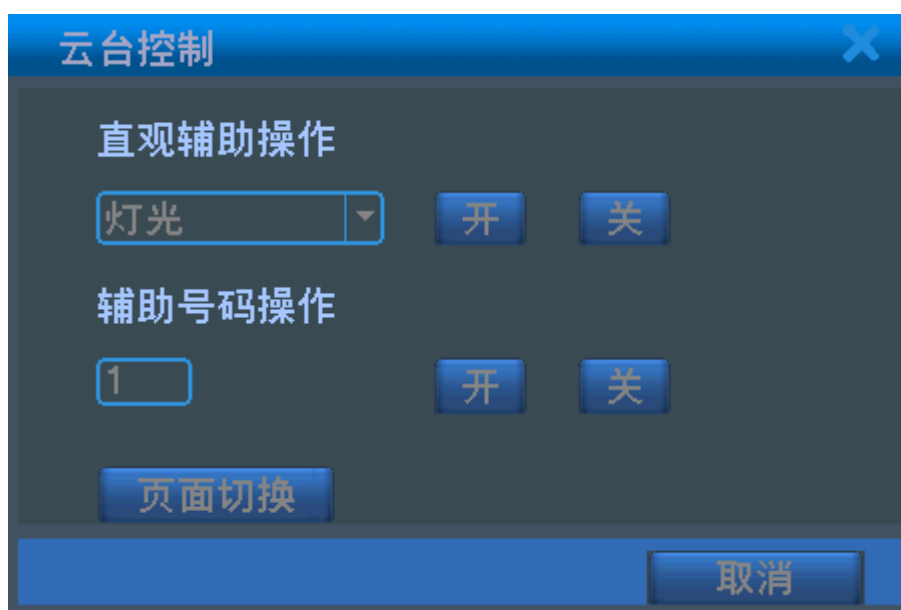 云台控制
直观辅助操作
灯光 开 关
辅助号码操作
1 开 关
页面切换
取消